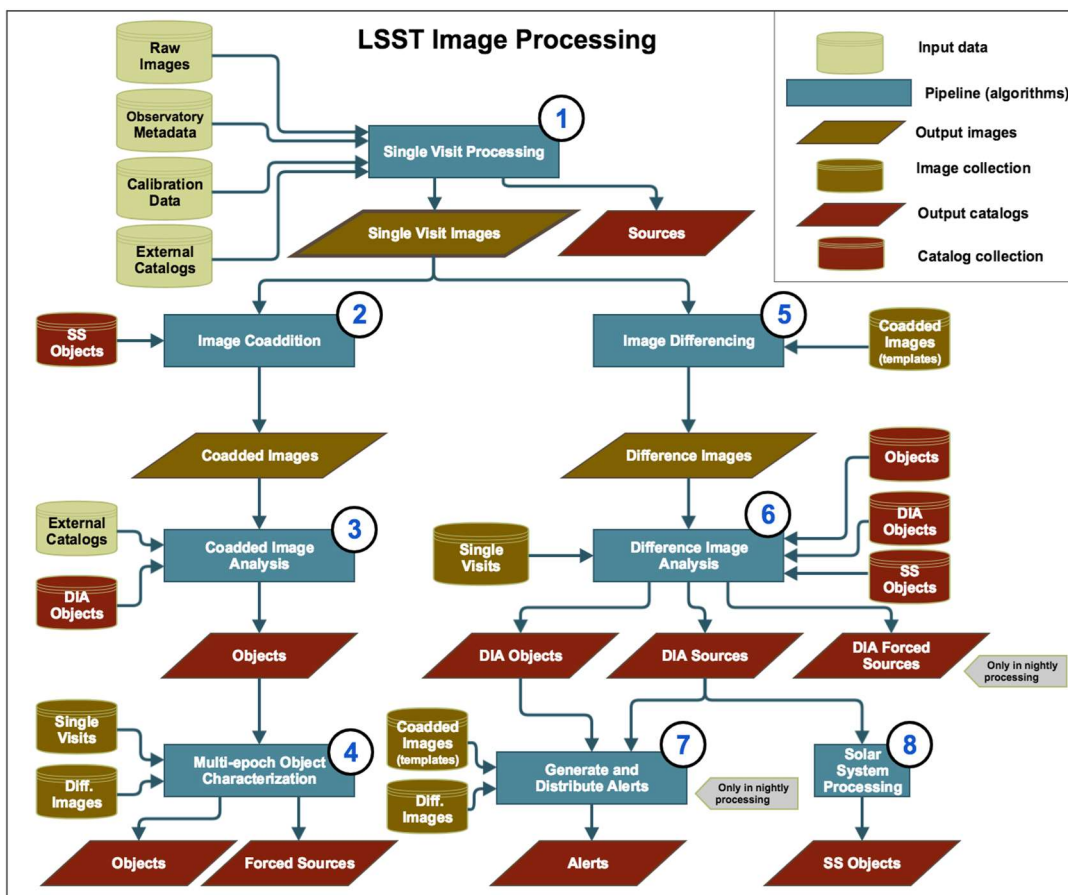 LSST Image Processing
Raw
Images
Observatory
Metadata
Calibration
Data
External
Catalogs
1
Single Visit Processing
Single Visit Images
Sources
Input data
Pipeline (algorithms)
Output images
Image collection
Output catalogs
Catalog collection
SS
Objects
2
Image Coaddition
5
Image Differencing
Coadded
Images
(templates)
Coadded Images
Difference Images
Objects
DIA
Objects
SS
Objects
External
Catalogs
DIA
Objects
3
Coadded Image
Analysis
Single
Visits
6
Difference Image
Analysis
Objects
DIA Objects
DIA Sources
DIA Forced
Sources
Only in nightly
processing
Single
Visits
Diff.
Images
4
Multi-epoch Object
Characterization
Coadded
Images
(templates)
Diff.
Images
7
Generate and
Distribute Alerts
Only in nightly
processing
8
Solar
System
Processing
Objects
Forced Sources
Alerts
SS Objects